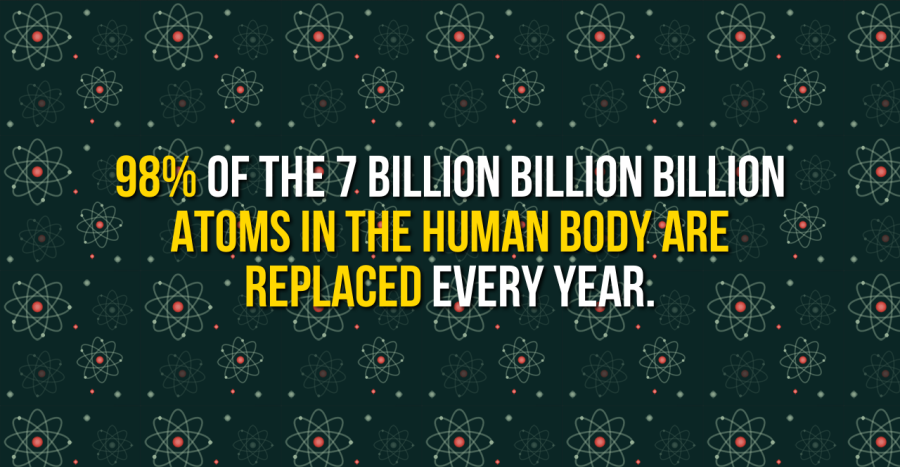 98% OF THE 7 BILLION BILLION BILLION
ATOMS IN THE HUMAN BODY ARE
REPLACED EVERY YEAR.